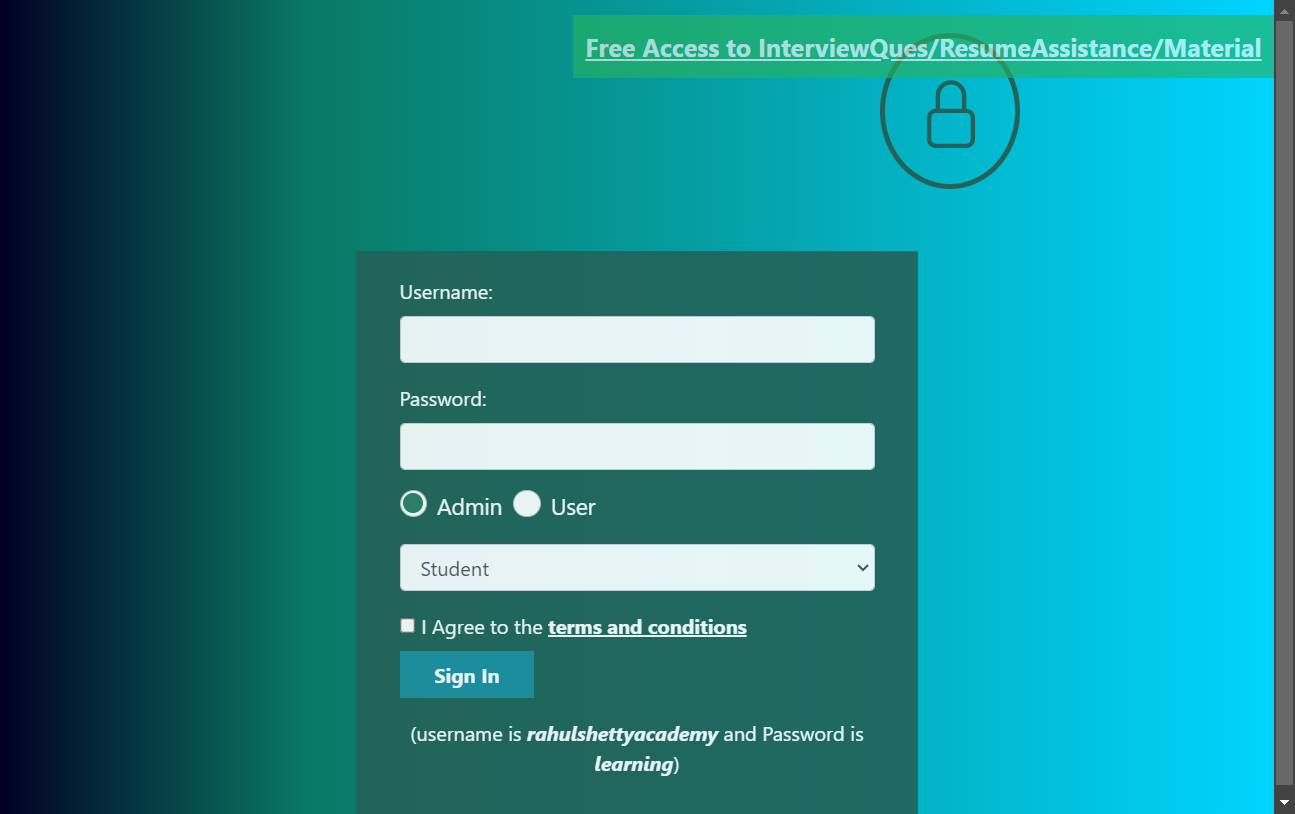 Free Access to InterviewQues/ResumeAssistance/Material
Username:
Password:
Admin User
Student
I Agree to the terms and conditions
Sign In
(username is rahulshettyacademy and Password is
learning)